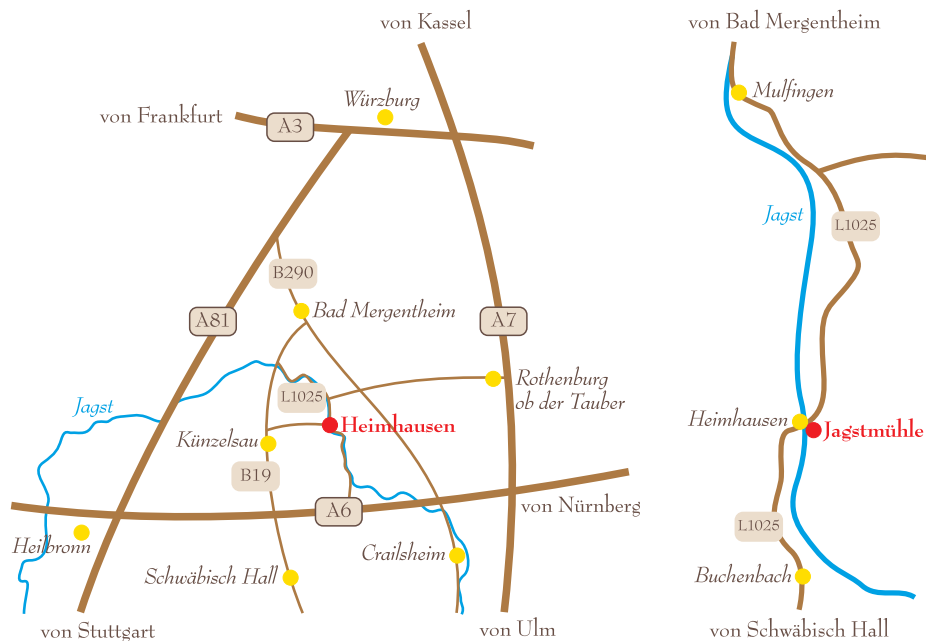 von Kassel
Würzburg
von Frankfurt
A3
B290
Bad Mergentheim
A81
A7
L1025
Rothenburg
ob der Tauber
Jagst
Heimhausen
Künzelsau
B19
A6
von Nürnberg
Heilbronn
Crailsheim
Schwäbisch Hall
von Stuttgart
von Ulm
von Bad Mergentheim
Mulfingen
Jagst
L1025
Heimhausen
Jagstmühle
L1025
Buchenbach
von Schwäbisch Hall